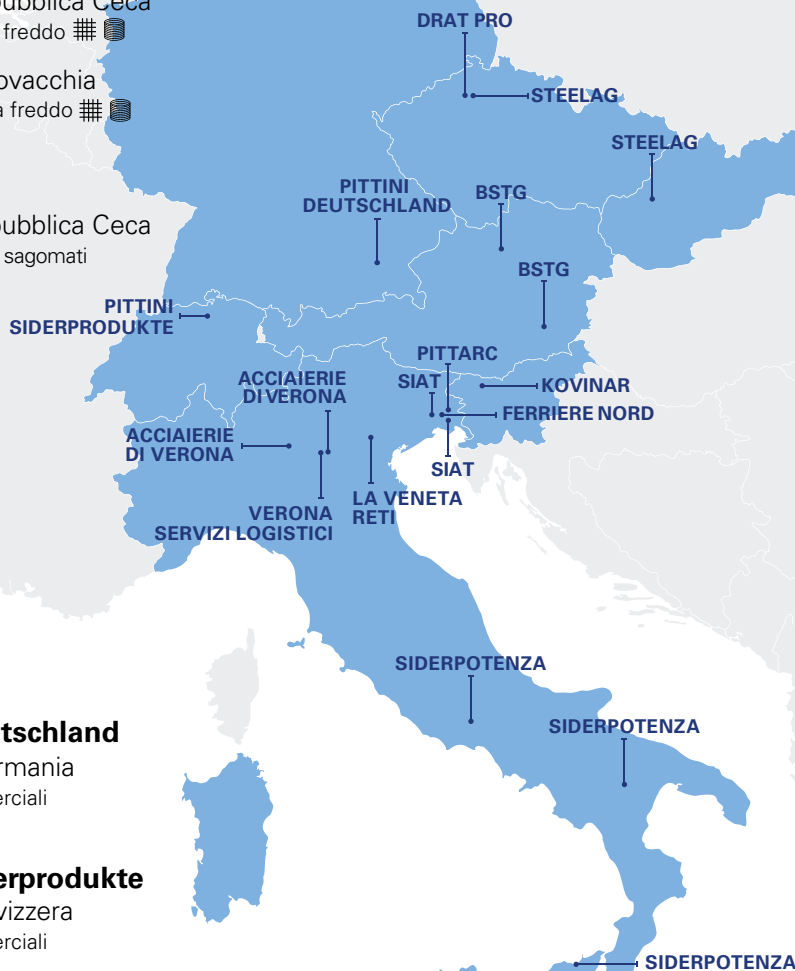 pubblica Ceca
freddo
ovacchia
a freddo
pubblica Ceca
sagomati
DRAT PRO
STEELAG
STEELAG
PITTINI
DEUTSCHLAND
BSTG
BSTG
PITTINI
SIDERPRODUKTE
PITTARC
SIAT
KOVINAR
ACCIAIERIE
DI VERONA
FERRIERE NORD
ACCIAIERIE
DI VERONA
SIAT
LA VENETA
RETI
VERONA
SERVIZI LOGISTICI
SIDERPOTENZA
SIDERPOTENZA
tschland
rmania
erciali
erprodukte
vizzera
erciali
SIDERPOTENZA